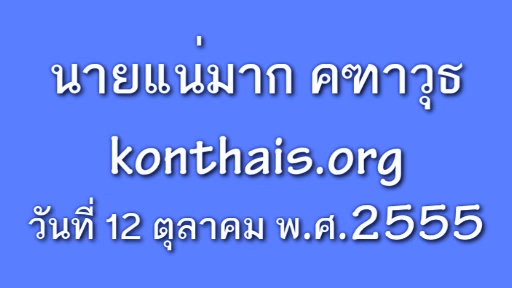 นายแน่มาก คฑาวุธ
konthais.org
วันที่ 12 ตุลาคม พ.ศ.2555